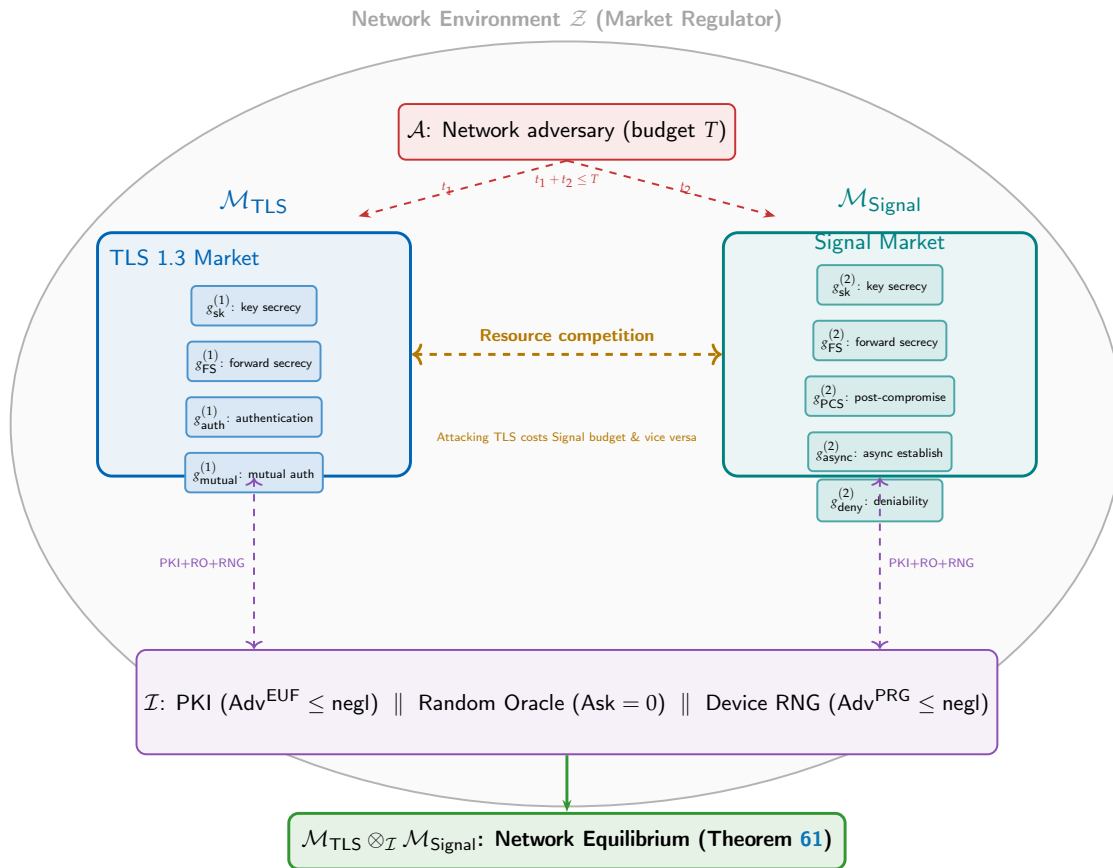 Network Environment 𝒵 (Market Regulator)
𝒜: Network adversary (budget T)
t₁
t₁ + t₂ ≤ T
t₂
ℳ_TLS
ℳ_Signal
TLS 1.3 Market
g_sk^(1): key secrecy
g_FS^(1): forward secrecy
g_auth^(1): authentication
g_mutual^(1): mutual auth
Resource competition
Attacking TLS costs Signal budget & vice versa
Signal Market
g_sk^(2): key secrecy
g_FS^(2): forward secrecy
g_PCS^(2): post-compromise
g_async^(2): async establish
g_deny^(2): deniability
PKI+RO+RNG
PKI+RO+RNG
ℐ: PKI (Adv^EUF ≤ negl) ∥ Random Oracle (Ask = 0) ∥ Device RNG (Adv^PRG ≤ negl)
ℳ_TLS ⊗_ℐ ℳ_Signal: Network Equilibrium (Theorem 61)